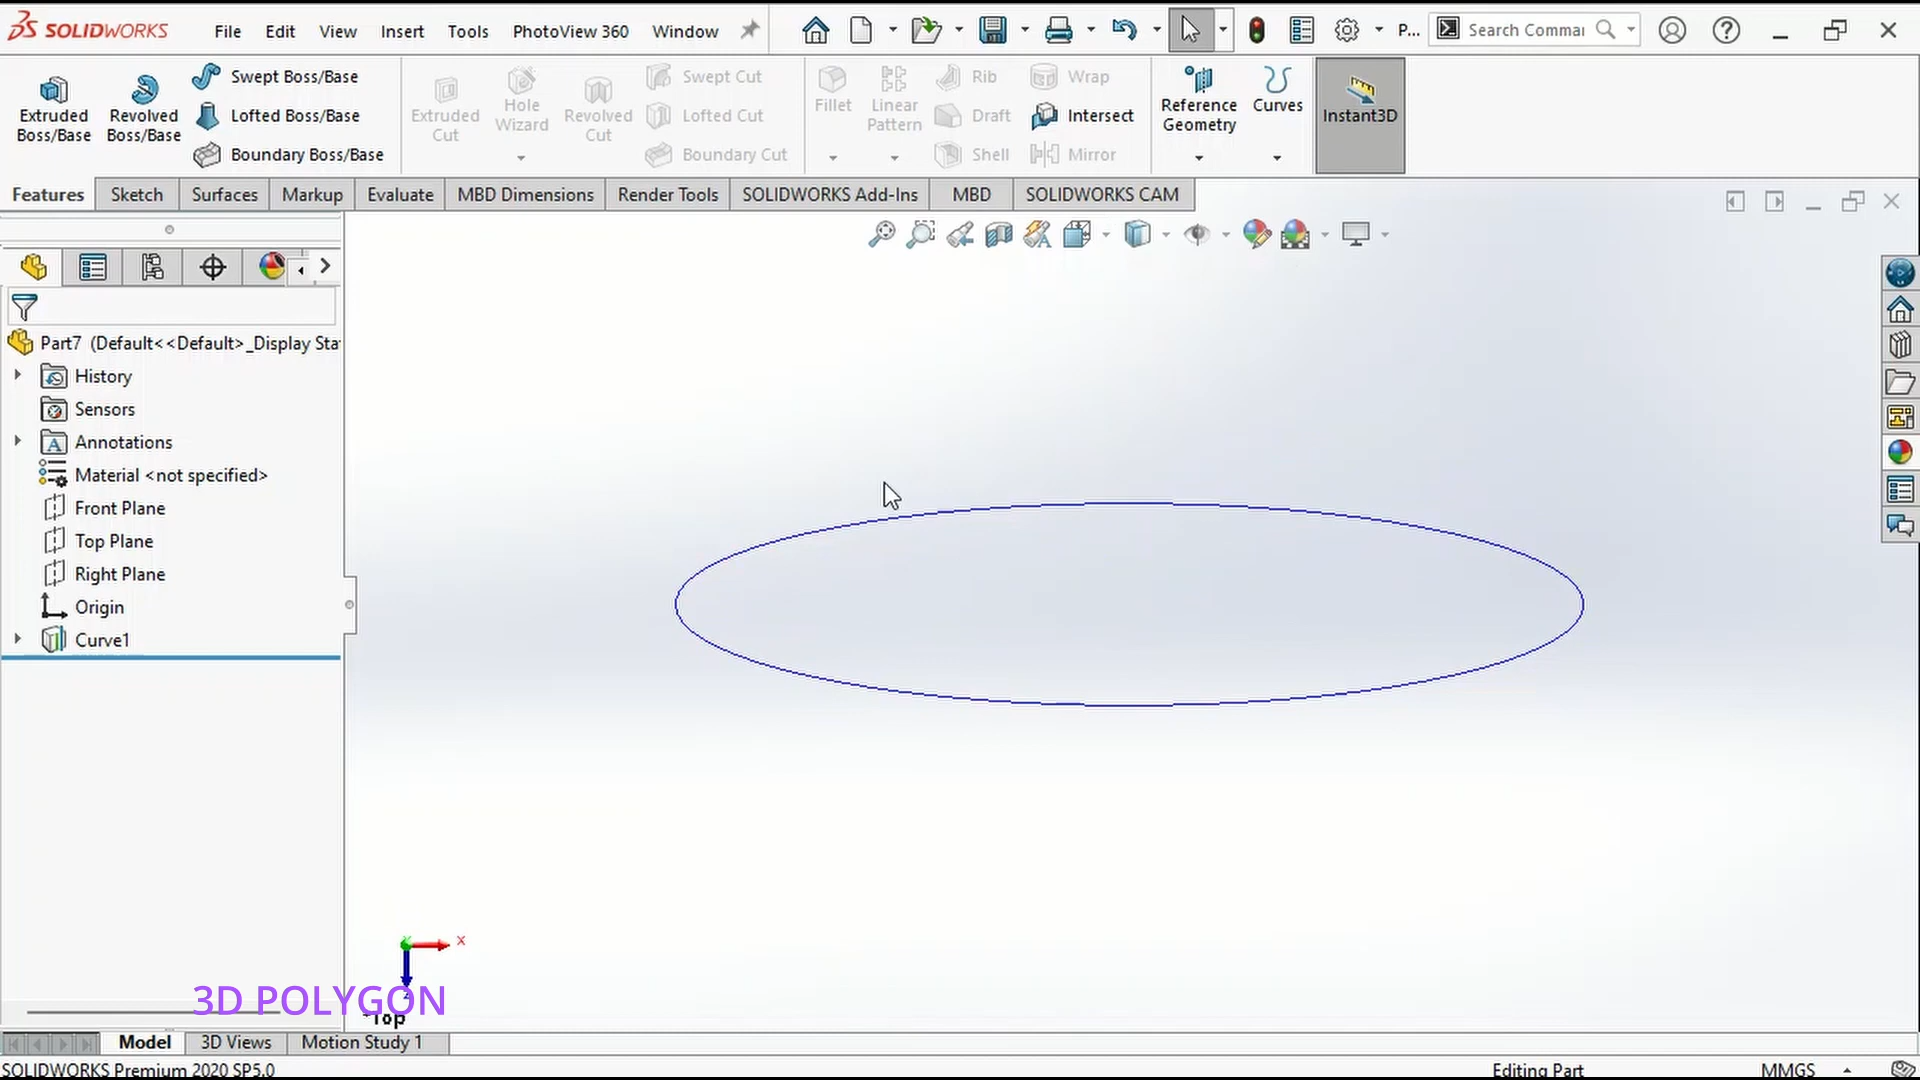 SOLIDWORKS File Edit View Insert Tools PhotoView 360 Window P... Search Commai
Extruded Boss/Base
Revolved Boss/Base
Swept Boss/Base
Lofted Boss/Base
Boundary Boss/Base
Extruded Cut
Hole Wizard
Revolved Cut
Swept Cut
Lofted Cut
Boundary Cut
Fillet
Linear Pattern
Rib
Draft
Shell
Wrap
Intersect
Mirror
Reference Geometry
Curves
Instant3D
Features Sketch Surfaces Markup Evaluate MBD Dimensions Render Tools SOLIDWORKS Add-Ins MBD SOLIDWORKS CAM
Part7 (Default<<Default>_Display Sta
History
Sensors
Annotations
Material <not specified>
Front Plane
Top Plane
Right Plane
Origin
Curve1
X
3D POLYGON
*Top
Model 3D Views Motion Study 1
SOLIDWORKS Premium 2020 SP5.0 Editing Part MMGS